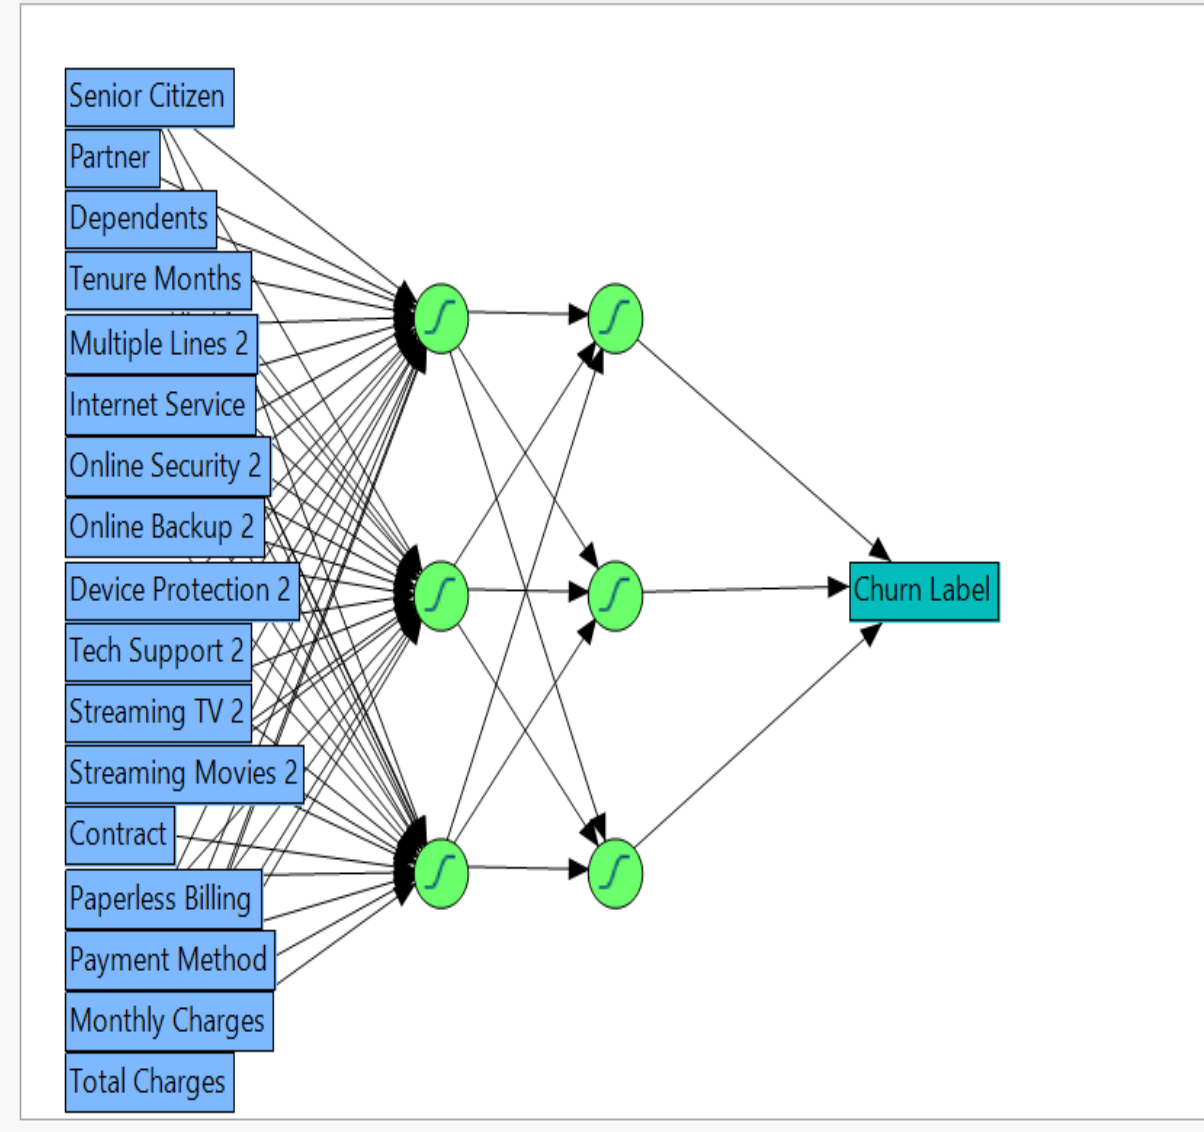 Senior Citizen
Partner
Dependents
Tenure Months
Multiple Lines 2
Internet Service
Online Security 2
Online Backup 2
Device Protection 2
Tech Support 2
Streaming TV 2
Streaming Movies 2
Contract
Paperless Billing
Payment Method
Monthly Charges
Total Charges
Churn Label